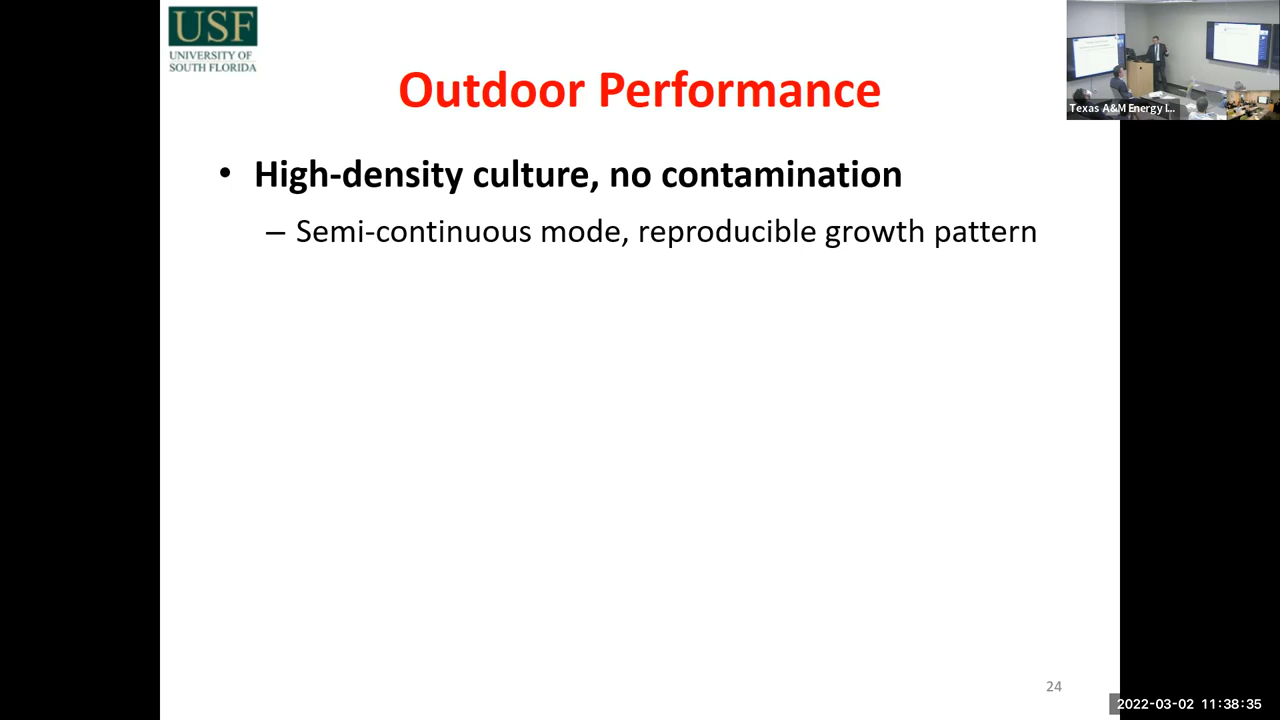 USF
UNIVERSITY OF
SOUTH FLORIDA
Texas A&M Energy I...
Outdoor Performance
• High-density culture, no contamination
– Semi-continuous mode, reproducible growth pattern
24
2022-03-02 11:38:35